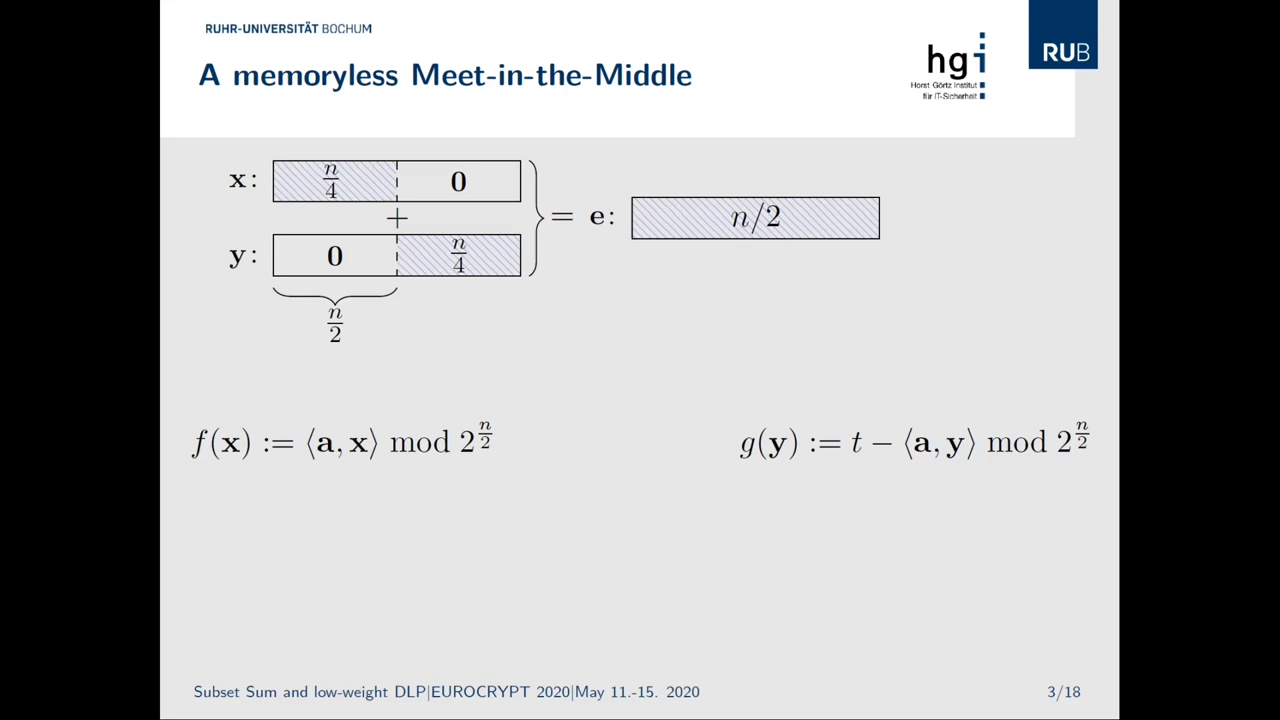 RUHR-UNIVERSITÄT BOCHUM
A memoryless Meet-in-the-Middle
hgi
Horst Görtz Institut
für IT-Sicherheit
RUB
x: n/4 0
+
y: 0 n/4
= e: n/2
n/2
f(x) := ⟨a, x⟩ mod 2^{n/2}
g(y) := t − ⟨a, y⟩ mod 2^{n/2}
Subset Sum and low-weight DLP|EUROCRYPT 2020|May 11.-15. 2020
3/18